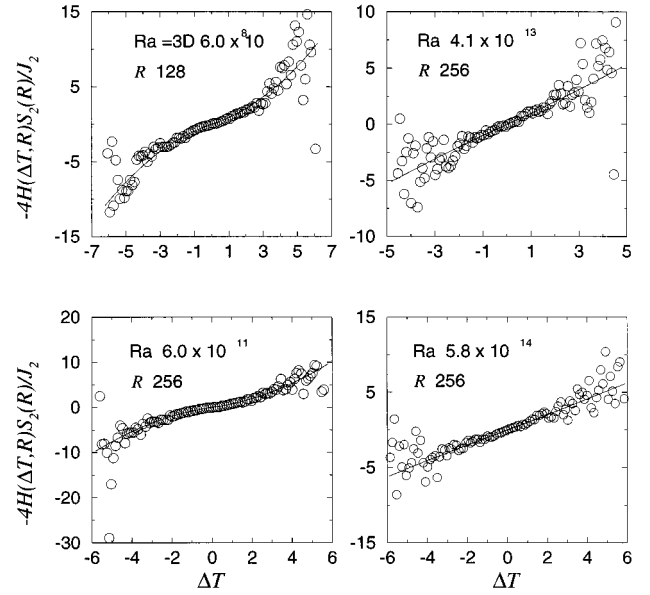 -4H(ΔT,R)S₂(R)/J₂
15
5
-5
-15
Ra =3D 6.0 x ⁸10
R 128
-7 -5 -3 -1 1 3 5 7
10
5
0
-5
-10
Ra 4.1 x 10 ¹³
R 256
-5 -3 -1 1 3 5
-4H(ΔT,R)S₂(R)/J₂
20
10
0
-10
-20
-30
Ra 6.0 x 10 ¹¹
R 256
-6 -4 -2 0 2 4 6
ΔT
15
5
-5
-15
Ra 5.8 x 10 ¹⁴
R 256
-6 -4 -2 0 2 4 6
ΔT